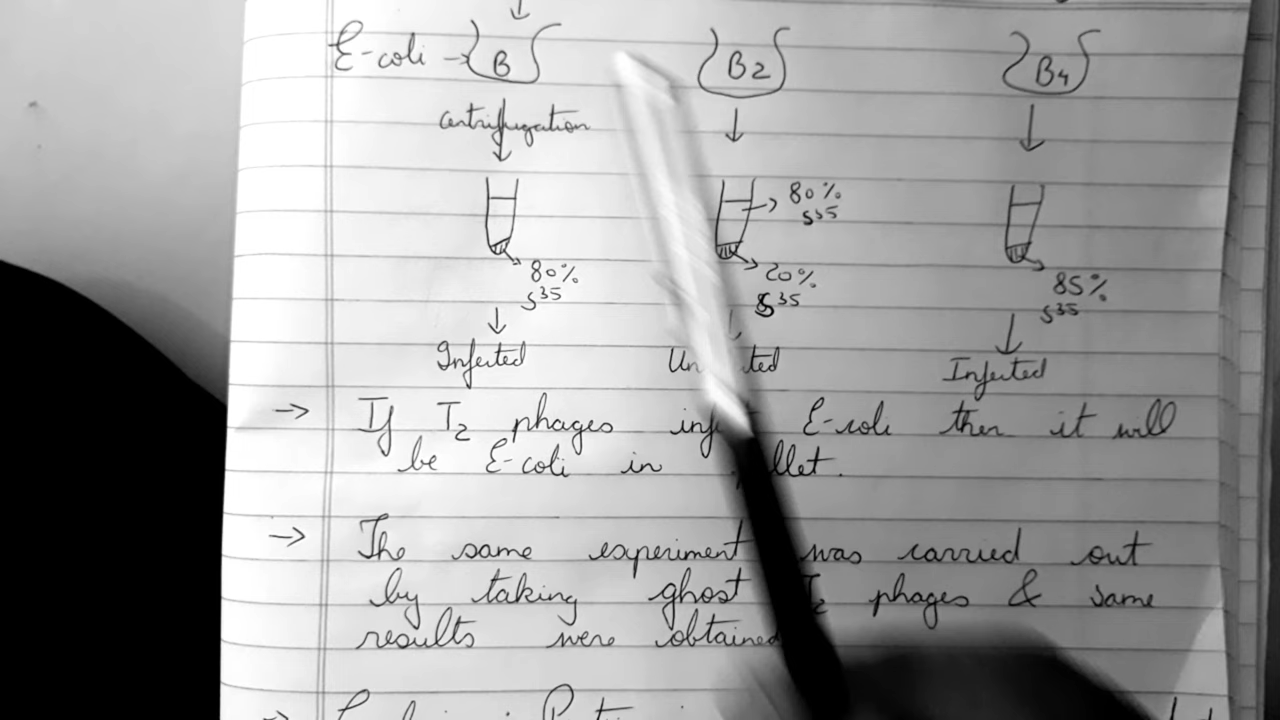 E-coli → B B2 B4
centrifugation
80% S35
80% S35 20% S35 85% S35
Infected Infected
→ If T2 phages E-coli then it will
be E-coli in
→ The same experiment was carried out
by taking ghost phages & same
results were obtained